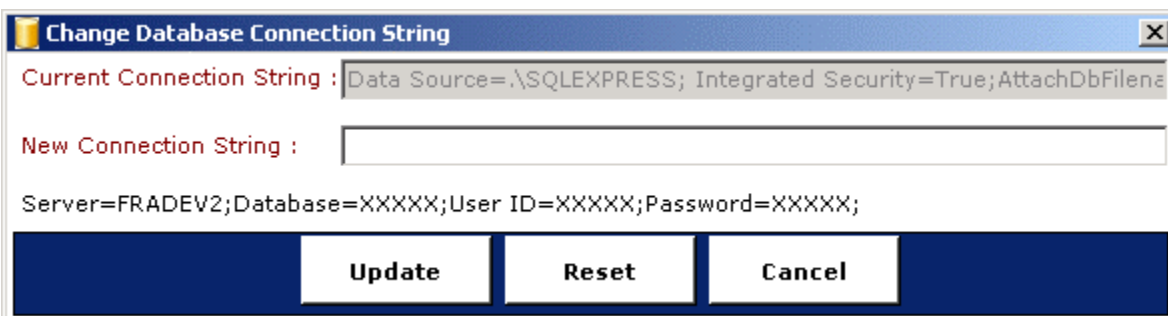 Change Database Connection String
Current Connection String : Data Source=.\SQLEXPRESS; Integrated Security=True;AttachDbFilena
New Connection String :
Server=FRADEV2;Database=XXXXX;User ID=XXXXX;Password=XXXXX;
Update Reset Cancel